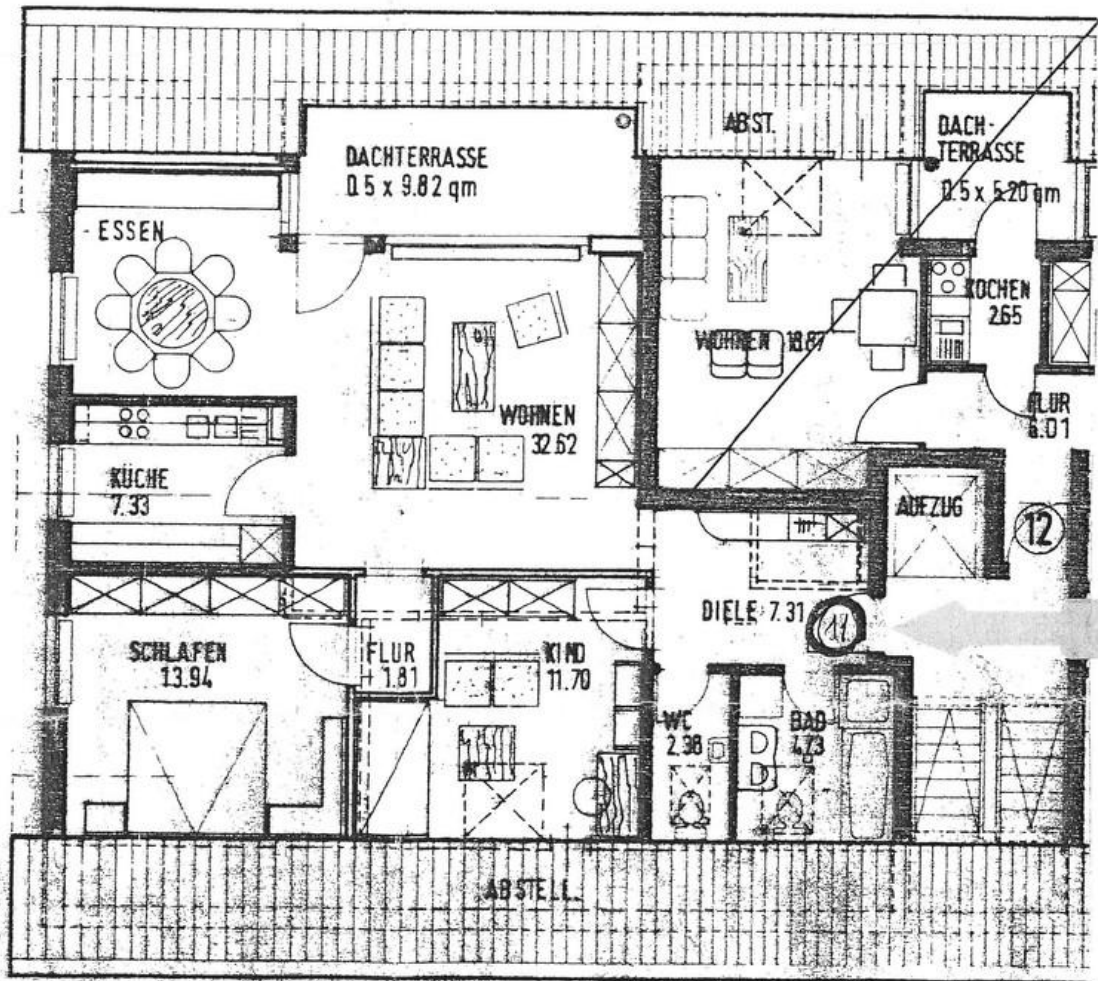 ABST.
DACH-
TERRASSE
0.5 x 5.20 qm
DACHTERRASSE
0.5 x 9.82 qm
ESSEN
KOCHEN
2.65
WOHNEN 18.87
WOHNEN
32.62
FLUR
6.01
KÜCHE
7.33
AUFZUG
12
DIELE 7.31
11
SCHLAFEN
13.94
FLUR
1.81
KIND
11.70
WC
2.38
BAD
4.73
ABSTELL.